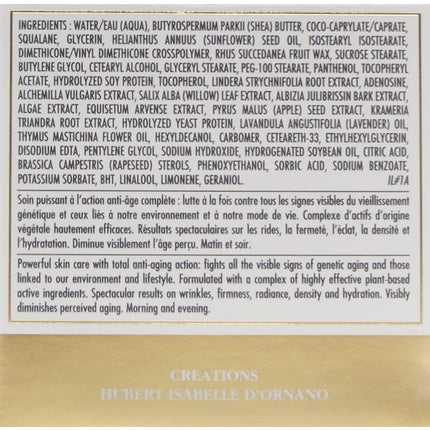 INGREDIENTS : WATER/EAU (AQUA), BUTYROSPERMUM PARKII (SHEA) BUTTER, COCO-CAPRYLATE/CAPRATE,
SQUALANE, GLYCERIN, HELIANTHUS ANNUUS (SUNFLOWER) SEED OIL, ISOSTEARYL ISOSTEARATE,
DIMETHICONE/VINYL DIMETHICONE CROSSPOLYMER, RHUS SUCCEDANEA FRUIT WAX, SUCROSE STEARATE,
BUTYLENE GLYCOL, CETEARYL ALCOHOL, GLYCERYL STEARATE, PEG-100 STEARATE, PANTHENOL, TOCOPHERYL
ACETATE, HYDROLYZED SOY PROTEIN, TOCOPHEROL, LINDERA STRYCHNIFOLIA ROOT EXTRACT, ADENOSINE,
ALCHEMILLA VULGARIS EXTRACT, SALIX ALBA (WILLOW) LEAF EXTRACT, ALBIZIA JULIBRISSIN BARK EXTRACT,
ALGAE EXTRACT, EQUISETUM ARVENSE EXTRACT, PYRUS MALUS (APPLE) SEED EXTRACT, KRAMERIA
TRIANDRA ROOT EXTRACT, HYDROLYZED YEAST PROTEIN, LAVANDULA ANGUSTIFOLIA (LAVENDER) OIL,
THYMUS MASTICHINA FLOWER OIL, HEXYLDECANOL, CARBOMER, CETEARETH-33, ETHYLHEXYLGLYCERIN,
DISODIUM EDTA, PENTYLENE GLYCOL, SODIUM HYDROXIDE, HYDROGENATED SOYBEAN OIL, CITRIC ACID,
BRASSICA CAMPESTRIS (RAPESEED) STEROLS, PHENOXYETHANOL, SORBIC ACID, SODIUM BENZOATE,
POTASSIUM SORBATE, BHT, LINALOOL, LIMONENE, GERANIOL. IL#1A
Soin puissant à l'action anti-âge complète : lutte à la fois contre tous les signes visibles du vieillissement
génétique et ceux liés à notre environnement et à notre mode de vie. Complexe d'actifs d'origine
végétale hautement efficaces. Résultats spectaculaires sur les rides, la fermeté, l'éclat, la densité et
l'hydratation. Diminue visiblement l'âge perçu. Matin et soir.
Powerful skin care with total anti-aging action: fights all the visible signs of genetic aging and those
linked to our environment and lifestyle. Formulated with a complex of highly effective plant-based
active ingredients. Spectacular results on wrinkles, firmness, radiance, density and hydration. Visibly
diminishes perceived aging. Morning and evening.
CREATIONS
HUBERT ISABELLE D'ORNANO